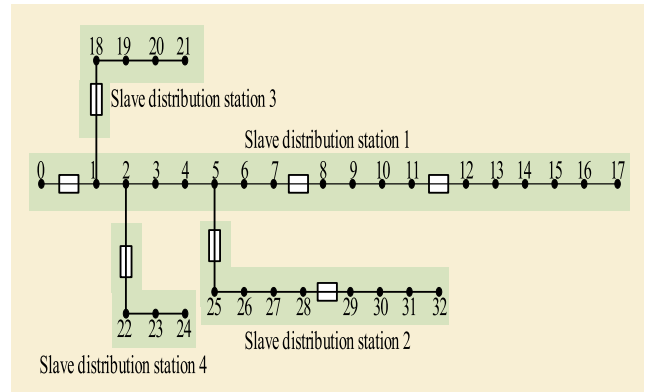 18 19 20 21
Slave distribution station 3
Slave distribution station 1
0 1 2 3 4 5 6 7 8 9 10 11 12 13 14 15 16 17
25 26 27 28 29 30 31 32
22 23 24
Slave distribution station 2
Slave distribution station 4